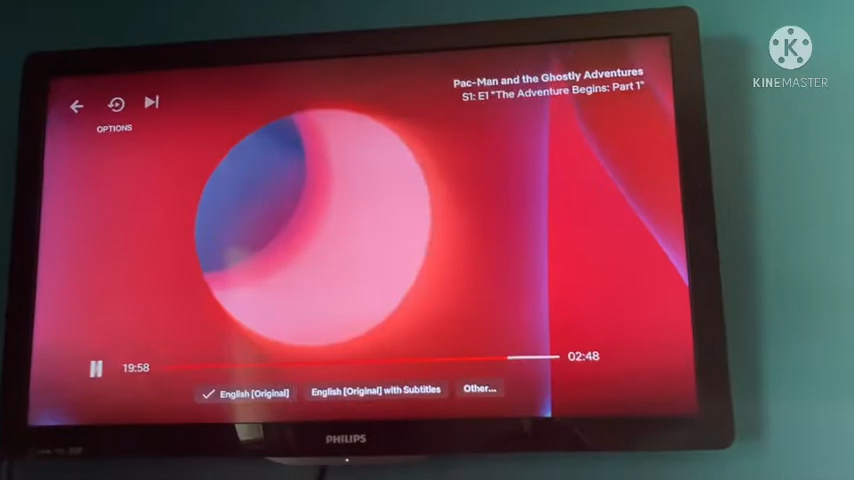 KINEMASTER
Pac-Man and the Ghostly Adventures
S1: E1 "The Adventure Begins: Part 1"
OPTIONS
19:58
02:48
English [Original]
English [Original] with Subtitles
Other...
PHILIPS